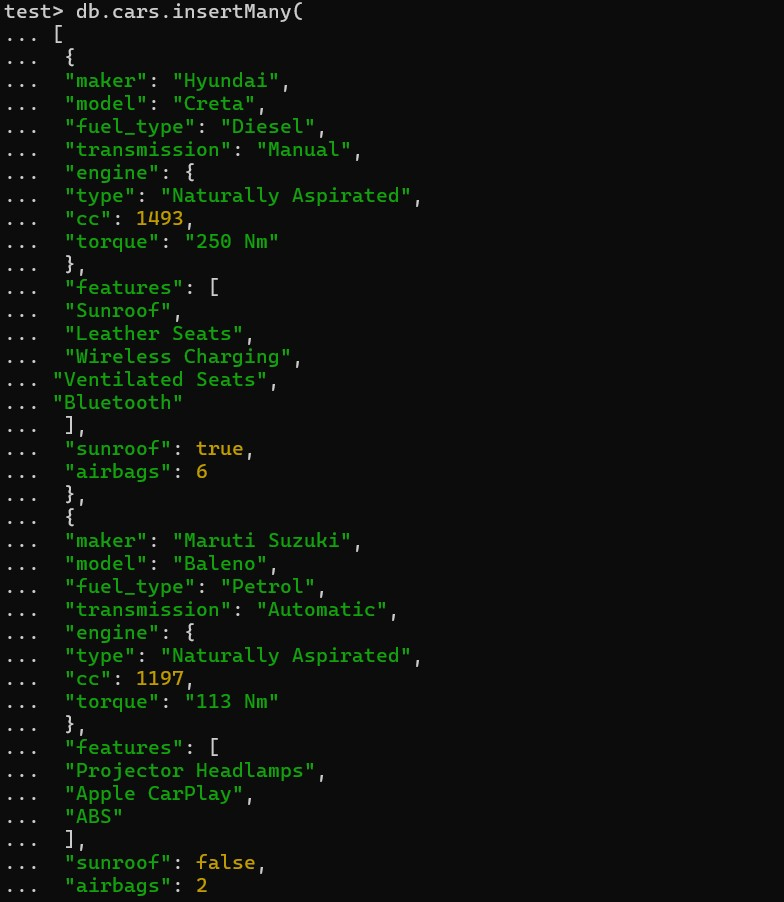 test> db.cars.insertMany(
... [
...  {
...  "maker": "Hyundai",
...  "model": "Creta",
...  "fuel_type": "Diesel",
...  "transmission": "Manual",
...  "engine": {
...  "type": "Naturally Aspirated",
...  "cc": 1493,
...  "torque": "250 Nm"
...  },
...  "features": [
...  "Sunroof",
...  "Leather Seats",
...  "Wireless Charging",
... "Ventilated Seats",
... "Bluetooth"
...  ],
...  "sunroof": true,
...  "airbags": 6
...  },
...  {
...  "maker": "Maruti Suzuki",
...  "model": "Baleno",
...  "fuel_type": "Petrol",
...  "transmission": "Automatic",
...  "engine": {
...  "type": "Naturally Aspirated",
...  "cc": 1197,
...  "torque": "113 Nm"
...  },
...  "features": [
...  "Projector Headlamps",
...  "Apple CarPlay",
...  "ABS"
...  ],
...  "sunroof": false,
...  "airbags": 2